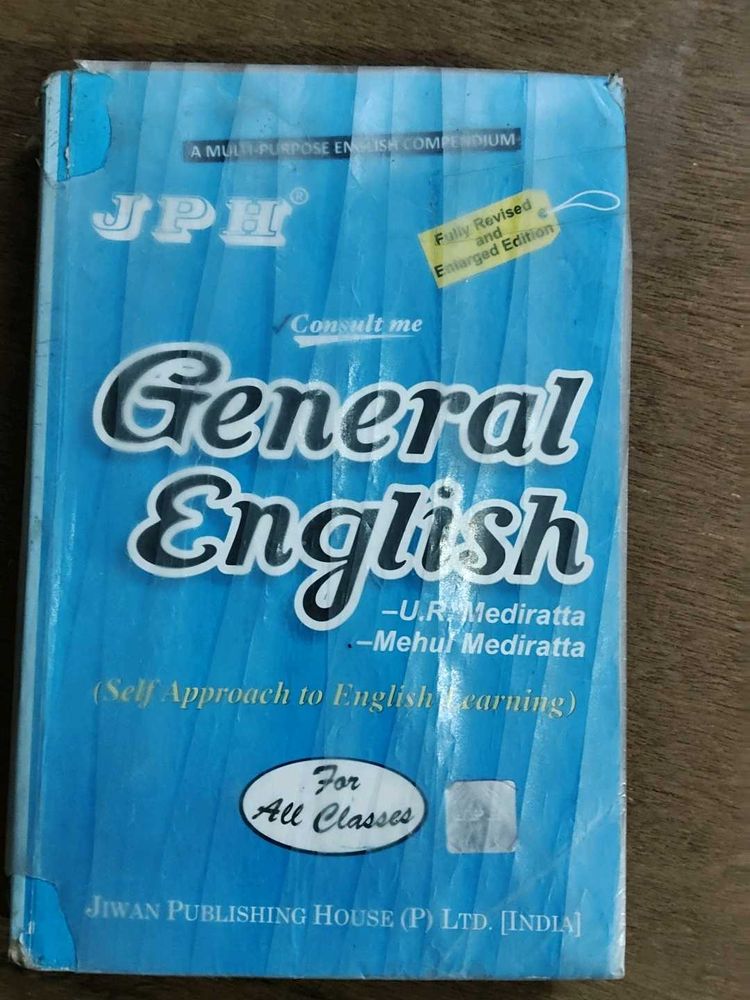 A MULTI-PURPOSE ENGLISH COMPENDIUM
JPH®
Fully Revised
and
Enlarged Edition
Consult me
General
English
–U.R. Mediratta
–Mehul Mediratta
(Self Approach to English Learning)
For
All Classes
JIWAN PUBLISHING HOUSE (P) LTD. [INDIA]